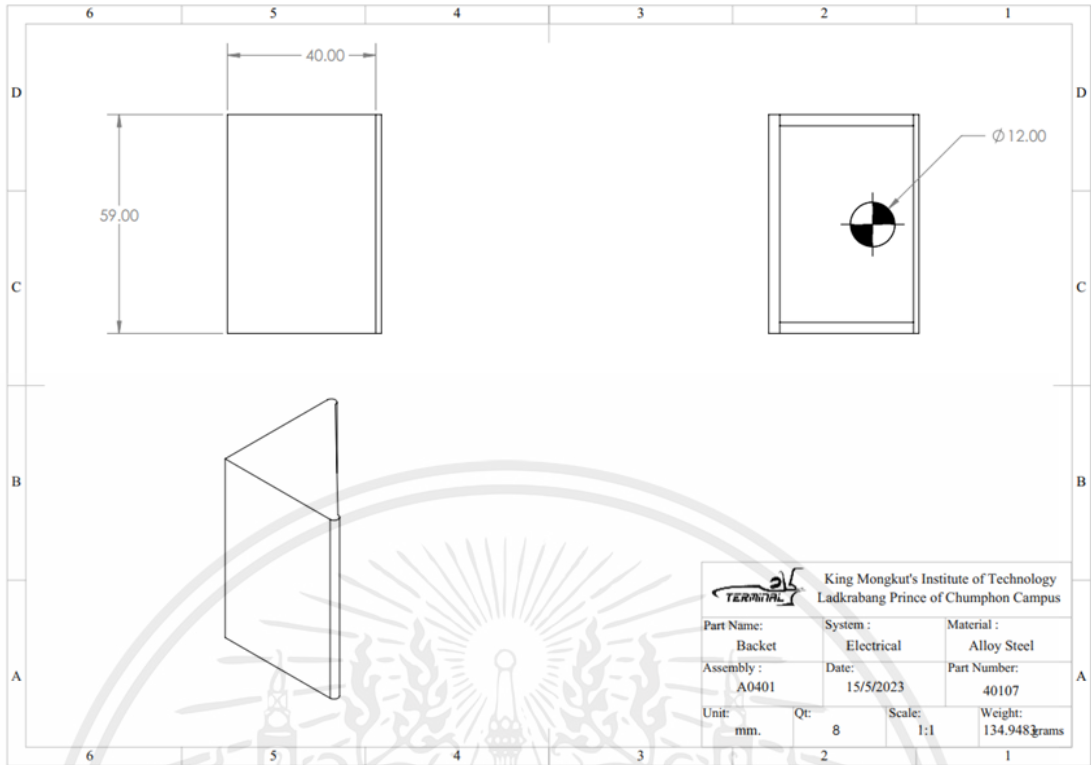 6 5 4 3 2 1
40.00
D D
Ø12.00
59.00
C C
B B
TERMINAL
King Mongkut's Institute of Technology
Ladkrabang Prince of Chumphon Campus
Part Name: System : Material :
Backet Electrical Alloy Steel
Assembly : Date: Part Number:
A0401 15/5/2023 40107
A A
Unit: Qt: Scale: Weight:
mm. 8 1:1 134.9483grams
6 5 4 3 2 1